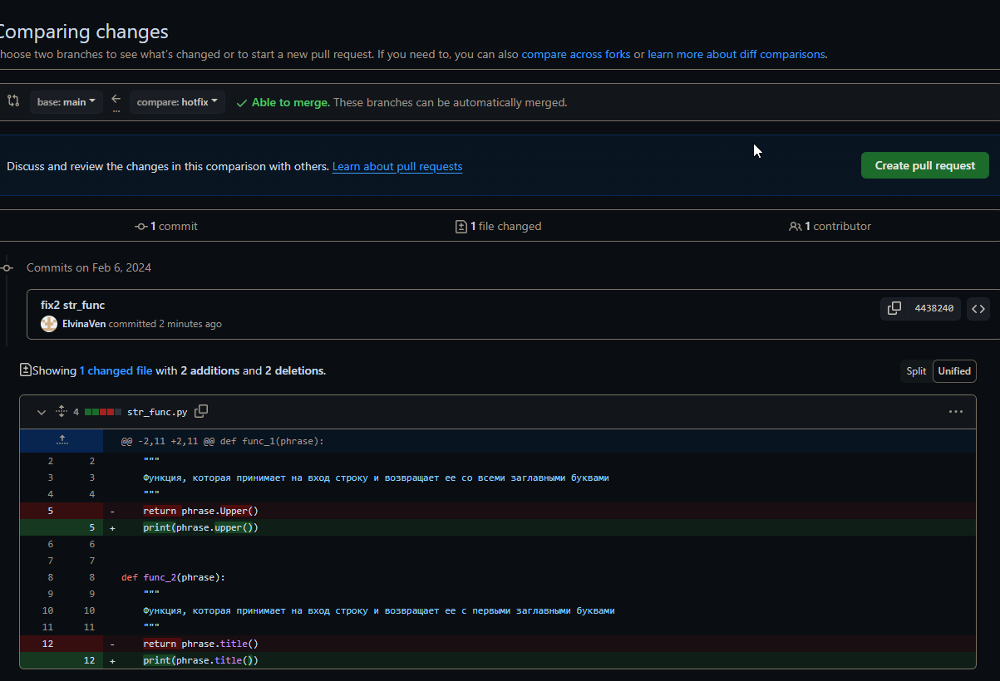 Comparing changes
hoose two branches to see what's changed or to start a new pull request. If you need to, you can also compare across forks or learn more about diff comparisons.
base: main ← ... compare: hotfix ✓ Able to merge. These branches can be automatically merged.
Discuss and review the changes in this comparison with others. Learn about pull requests Create pull request
1 commit 1 file changed 1 contributor
Commits on Feb 6, 2024
fix2 str_func 4438240 <>
ElvinaVen committed 2 minutes ago
Showing 1 changed file with 2 additions and 2 deletions. Split Unified
4 str_func.py ...
@@ -2,11 +2,11 @@ def func_1(phrase):
2 2 """
3 3 Функция, которая принимает на вход строку и возвращает ее со всеми заглавными буквами
4 4 """
5 - return phrase.Upper()
5 + print(phrase.upper())
6 6
7 7
8 8 def func_2(phrase):
9 9 """
10 10 Функция, которая принимает на вход строку и возвращает ее с первыми заглавными буквами
11 11 """
12 - return phrase.title()
12 + print(phrase.title())